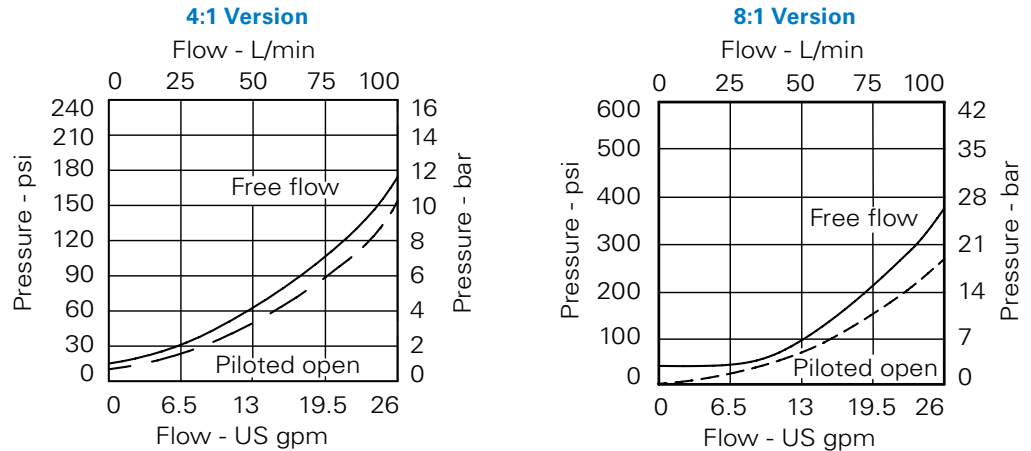 4:1 Version
Flow - L/min
0 25 50 75 100
240 16
210 14
180 12
150 10
120 8
90 6
60 4
30 2
0 0
Pressure - psi
Pressure - bar
Free flow
Piloted open
0 6.5 13 19.5 26
Flow - US gpm
8:1 Version
Flow - L/min
0 25 50 75 100
600 42
500 35
400 28
300 21
200 14
100 7
0 0
Pressure - psi
Pressure - bar
Free flow
Piloted open
0 6.5 13 19.5 26
Flow - US gpm